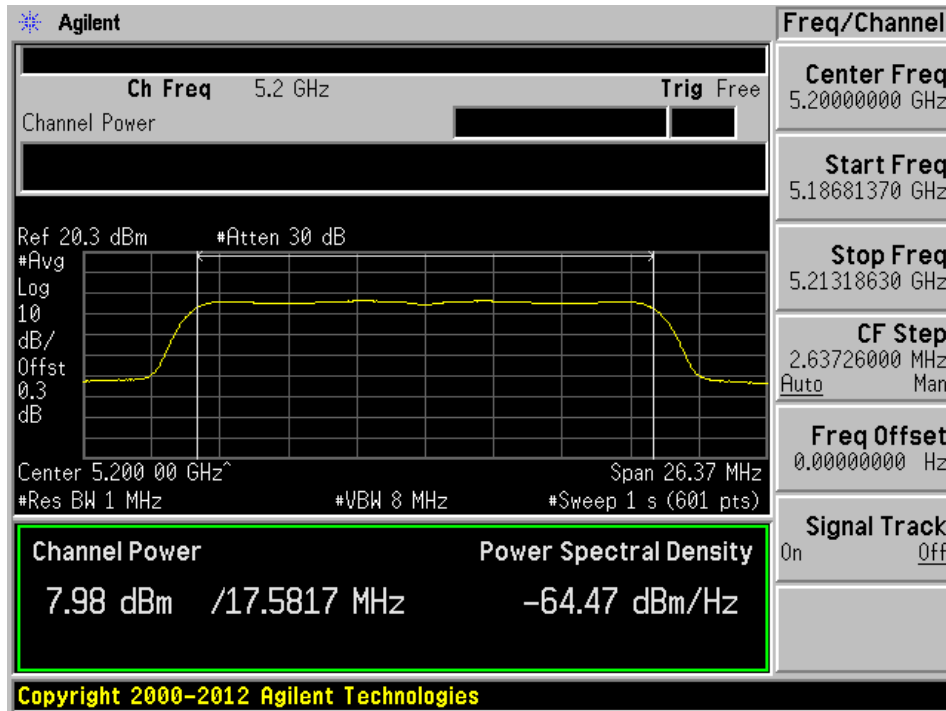 Agilent
Freq/Channel
Ch Freq 5.2 GHz Trig Free
Channel Power
Center Freq
5.20000000 GHz
Start Freq
5.18681370 GHz
Stop Freq
5.21318630 GHz
CF Step
2.63726000 MHz
Auto Man
Freq Offset
0.00000000 Hz
Signal Track
On Off
Ref 20.3 dBm #Atten 30 dB
#Avg
Log
10
dB/
Offst
0.3
dB
Center 5.200 00 GHz^ Span 26.37 MHz
#Res BW 1 MHz #VBW 8 MHz #Sweep 1 s (601 pts)
Channel Power Power Spectral Density
7.98 dBm /17.5817 MHz -64.47 dBm/Hz
Copyright 2000-2012 Agilent Technologies